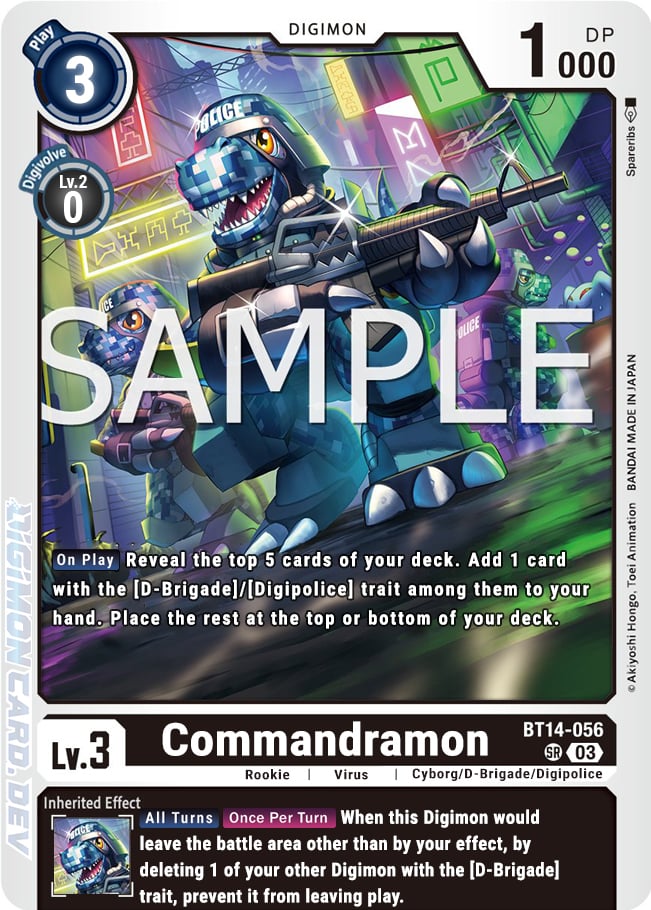 DIGIMON
Play
3
1000
DP
Digivolve
Lv.2
0
POLICE
POLICE
SAMPLE
Spareribs
© Akiyoshi Hongo, Toei Animation BANDAI MADE IN JAPAN
DIGIMONCARD.DEV
On Play Reveal the top 5 cards of your deck. Add 1 card
with the [D-Brigade]/[Digipolice] trait among them to your
hand. Place the rest at the top or bottom of your deck.
Lv.3
Commandramon
BT14-056
SR 03
Rookie | Virus | Cyborg/D-Brigade/Digipolice
Inherited Effect
All Turns Once Per Turn When this Digimon would
leave the battle area other than by your effect, by
deleting 1 of your other Digimon with the [D-Brigade]
trait, prevent it from leaving play.